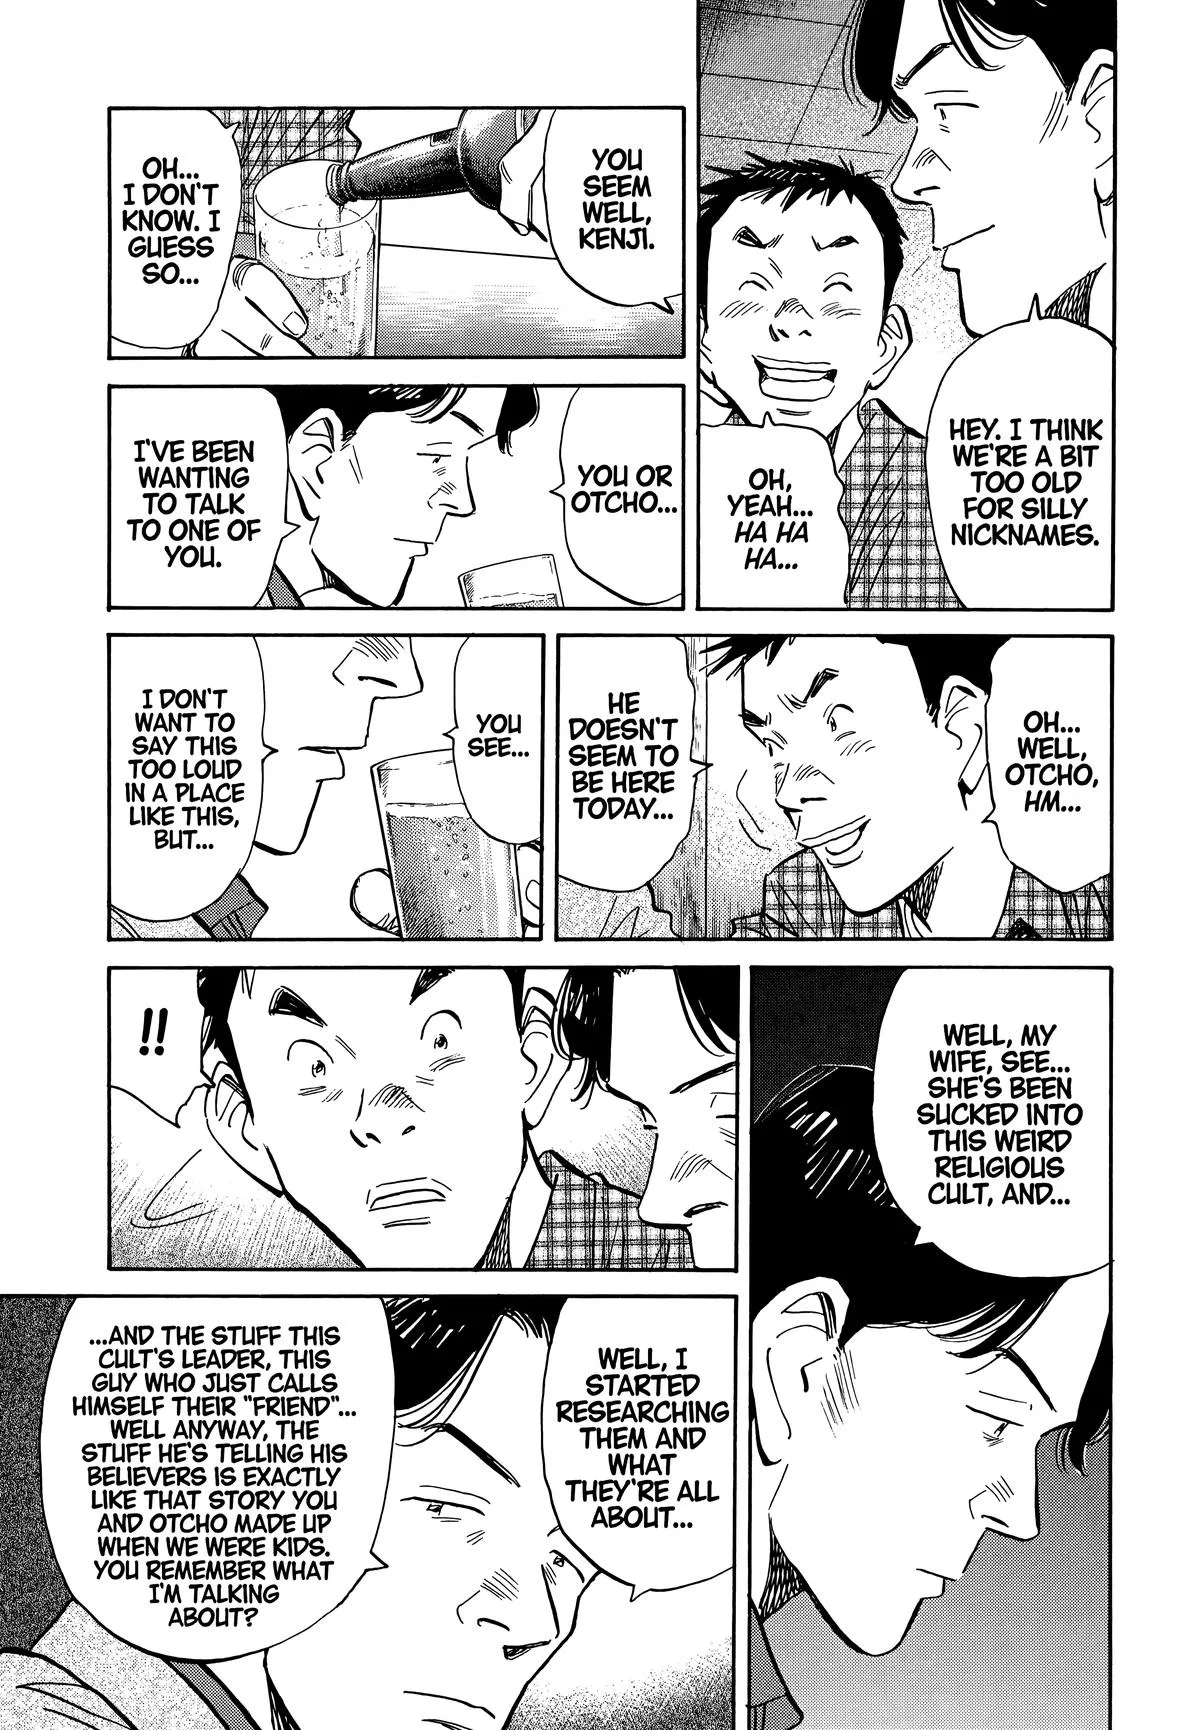 HEY. I THINK
WE'RE A BIT
TOO OLD
FOR SILLY
NICKNAMES.
OH,
YEAH...
HA HA
HA...
YOU
SEEM
WELL,
KENJI.
OH...
I DON'T
KNOW. I
GUESS
SO...
YOU OR
OTCHO...
I'VE BEEN
WANTING
TO TALK
TO ONE OF
YOU.
OH...
WELL,
OTCHO,
HM...
HE
DOESN'T
SEEM TO
BE HERE
TODAY...
YOU
SEE...
I DON'T
WANT TO
SAY THIS
TOO LOUD
IN A PLACE
LIKE THIS,
BUT...
WELL, MY
WIFE, SEE...
SHE'S BEEN
SUCKED INTO
THIS WEIRD
RELIGIOUS
CULT, AND...
!!
WELL, I
STARTED
RESEARCHING
THEM AND
WHAT
THEY'RE ALL
ABOUT...
...AND THE STUFF THIS
CULT'S LEADER, THIS
GUY WHO JUST CALLS
HIMSELF THEIR "FRIEND"...
WELL ANYWAY, THE
STUFF HE'S TELLING HIS
BELIEVERS IS EXACTLY
LIKE THAT STORY YOU
AND OTCHO MADE UP
WHEN WE WERE KIDS.
YOU REMEMBER WHAT
I'M TALKING
ABOUT?